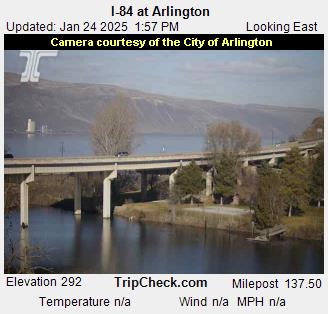 I-84 at Arlington
Updated: Jan 24 2025 1:57 PM Looking East
Camera courtesy of the City of Arlington
Elevation 292 TripCheck.com Milepost 137.50
Temperature n/a Wind n/a MPH n/a